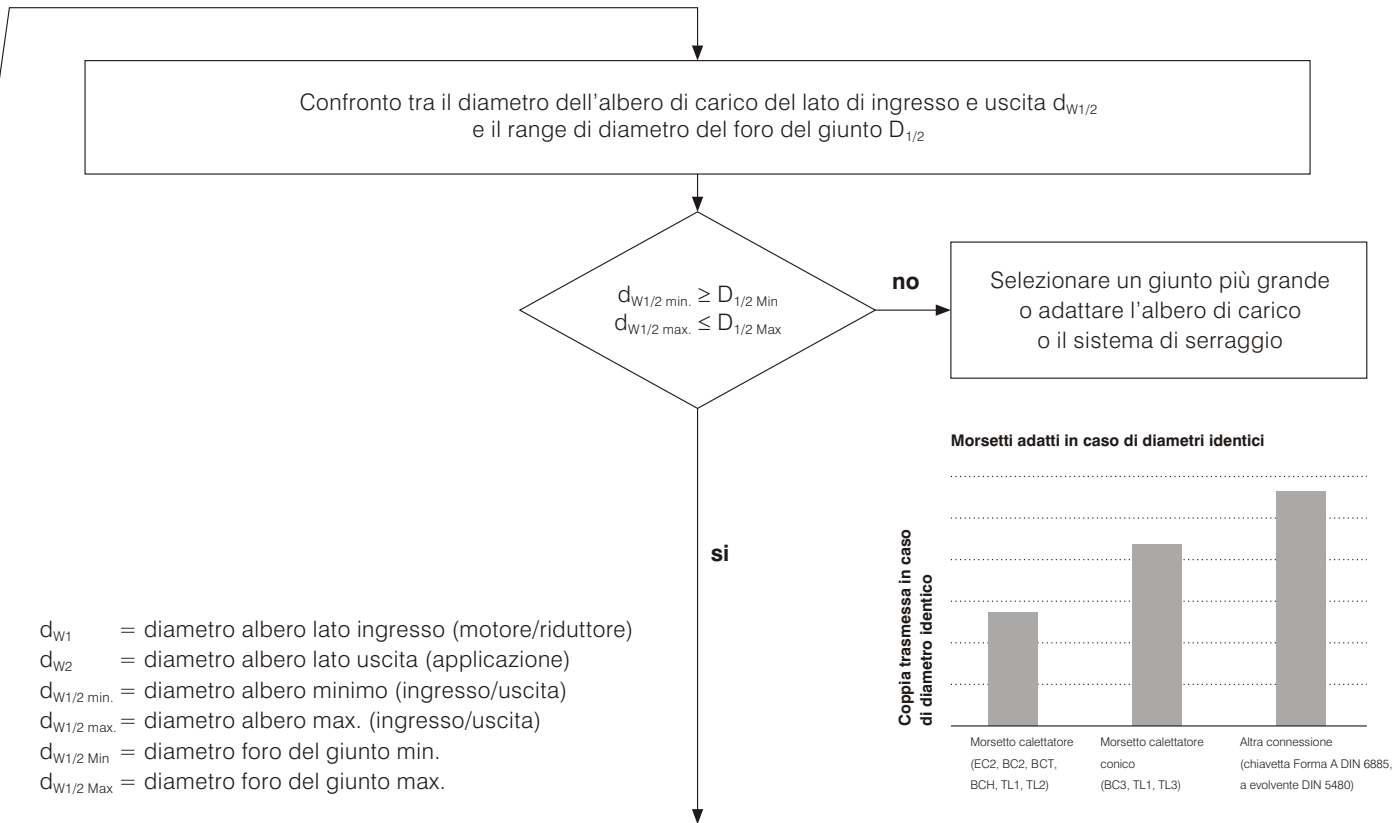 Confronto tra il diametro dell'albero di carico del lato di ingresso e uscita dW1/2
e il range di diametro del foro del giunto D1/2
dW1/2 min. ≥ D1/2 Min
dW1/2 max. ≤ D1/2 Max
no
Selezionare un giunto più grande
o adattare l'albero di carico
o il sistema di serraggio
si
dW1 = diametro albero lato ingresso (motore/riduttore)
dW2 = diametro albero lato uscita (applicazione)
dW1/2 min. = diametro albero minimo (ingresso/uscita)
dW1/2 max. = diametro albero max. (ingresso/uscita)
dW1/2 Min = diametro foro del giunto min.
dW1/2 Max = diametro foro del giunto max.
Morsetti adatti in caso di diametri identici
Coppia trasmessa in caso
di diametro identico
Morsetto calettatore
(EC2, BC2, BCT,
BCH, TL1, TL2)
Morsetto calettatore
conico
(BC3, TL1, TL3)
Altra connessione
(chiavetta Forma A DIN 6885,
a evolvente DIN 5480)